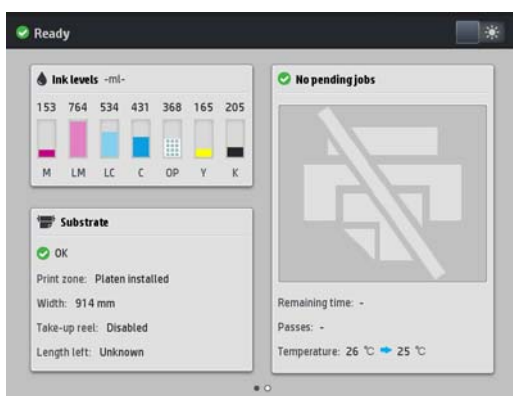 Ready
Ink levels -ml-
153 764 534 431 368 165 205
M LM LC C OP Y K
Substrate
OK
Print zone: Platen installed
Width: 914 mm
Take-up reel: Disabled
Length left: Unknown
No pending jobs
Remaining time: -
Passes: -
Temperature: 26 °C 25 °C